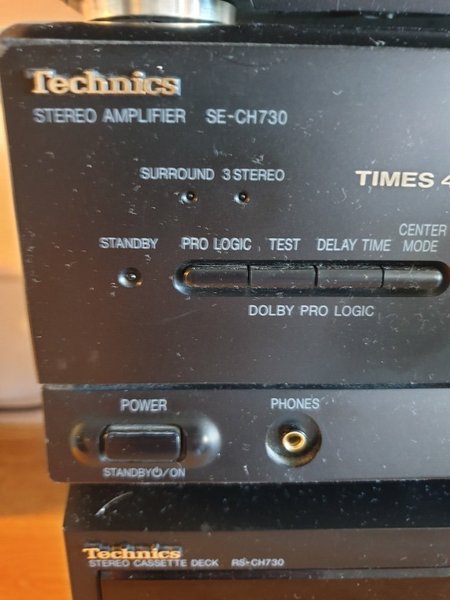 Technics
STEREO AMPLIFIER SE-CH730
SURROUND 3 STEREO
TIMES 4
STANDBY PRO LOGIC TEST DELAY TIME CENTER MODE
DOLBY PRO LOGIC
POWER PHONES
STANDBY⏻/ON
Technics
STEREO CASSETTE DECK RS-CH730